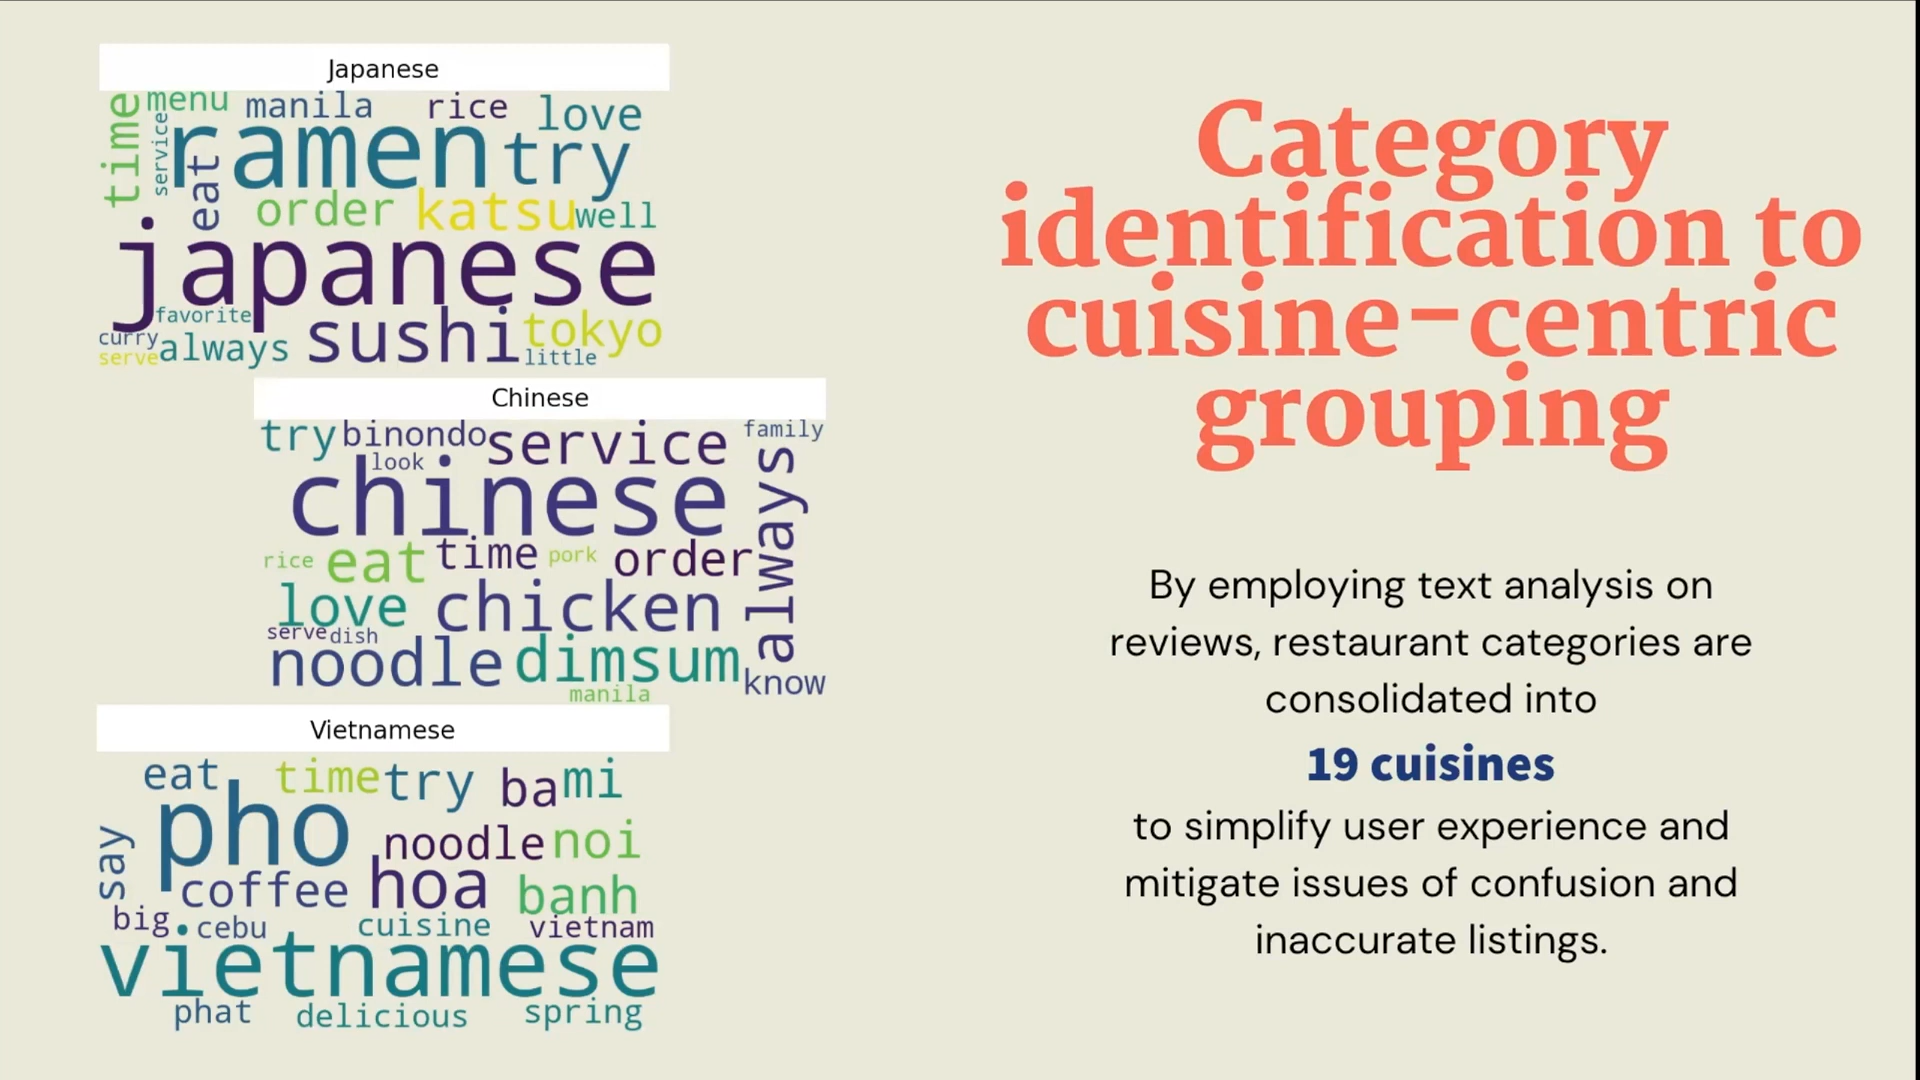 Japanese
time menu manila rice love
service ramen try
eat order katsu well
japanese
favorite
curry always sushi tokyo
serve little
Chinese
try binondo service family
look
chinese always
rice eat time pork order
love chicken
serve dish
noodle dimsum know
manila
Vietnamese
eat time try ba mi
pho
say noodle noi
coffee hoa banh
big cebu cuisine vietnam
vietnamese
phat delicious spring
Category
identification to
cuisine-centric
grouping
By employing text analysis on
reviews, restaurant categories are
consolidated into
19 cuisines
to simplify user experience and
mitigate issues of confusion and
inaccurate listings.